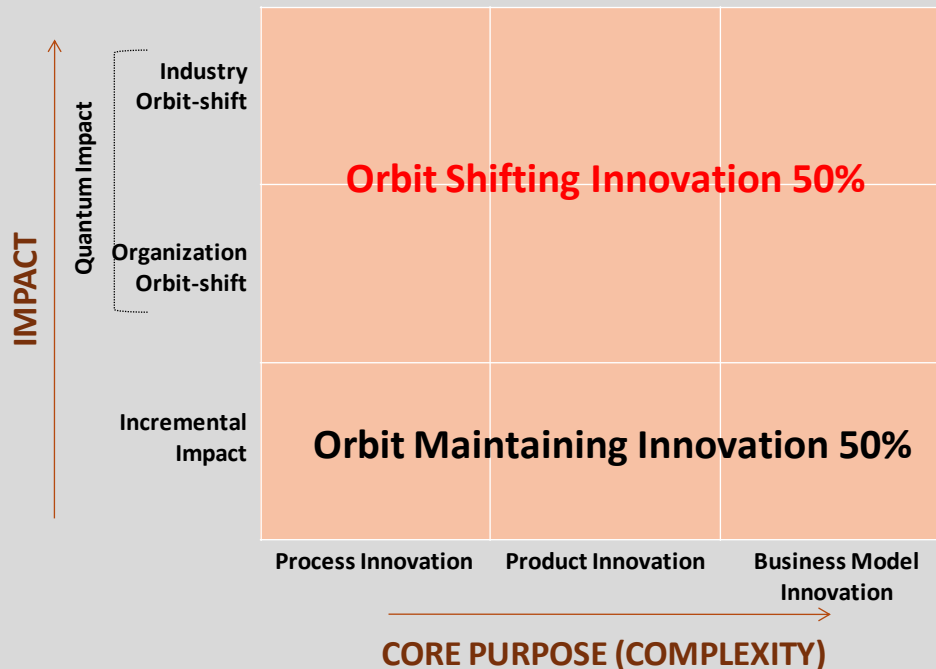 IMPACT
Quantum Impact
Industry
Orbit-shift
Organization
Orbit-shift
Incremental
Impact
Orbit Shifting Innovation 50%
Orbit Maintaining Innovation 50%
Process Innovation
Product Innovation
Business Model
Innovation
CORE PURPOSE (COMPLEXITY)